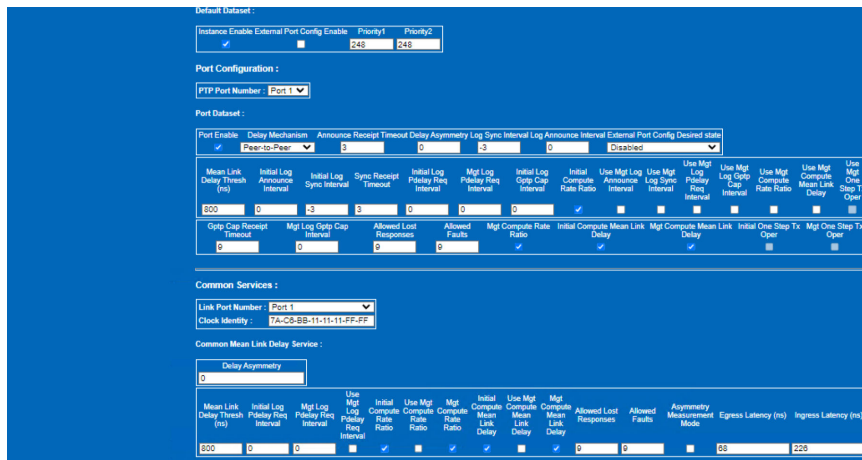 Default Dataset :
Instance Enable External Port Config Enable Priority1 Priority2
248 248
Port Configuration :
PTP Port Number : Port 1
Port Dataset :
Port Enable Delay Mechanism Announce Receipt Timeout Delay Asymmetry Log Sync Interval Log Announce Interval External Port Config Desired state
Peer-to-Peer 3 0 -3 0 Disabled
Mean Link Delay Thresh (ns) Initial Log Announce Interval Initial Log Sync Interval Sync Receipt Timeout Initial Log Pdelay Req Interval Mgt Log Pdelay Req Interval Initial Log Gptp Cap Interval Initial Compute Rate Ratio Use Mgt Log Announce Interval Use Mgt Log Sync Interval Use Mgt Log Pdelay Req Interval Use Mgt Log Gptp Cap Interval Use Mgt Compute Rate Ratio Use Mgt Compute Mean Link Delay Use Mgt One Step T Oper
800 0 -3 3 0 0 0
Gptp Cap Receipt Timeout Mgt Log Gptp Cap Interval Allowed Lost Responses Allowed Faults Mgt Compute Rate Ratio Initial Compute Mean Link Delay Mgt Compute Mean Link Delay Initial One Step Tx Oper Mgt One Step Tx Oper
9 0 9 9
Common Services :
Link Port Number : Port 1
Clock Identity : 7A-C6-BB-11-11-11-FF-FF
Common Mean Link Delay Service :
Delay Asymmetry
0
Mean Link Delay Thresh (ns) Initial Log Pdelay Req Interval Mgt Log Pdelay Req Interval Use Mgt Log Pdelay Req Interval Initial Compute Rate Ratio Use Mgt Compute Rate Ratio Mgt Compute Rate Ratio Initial Compute Mean Link Delay Use Mgt Compute Mean Link Delay Mgt Compute Mean Link Delay Allowed Lost Responses Allowed Faults Asymmetry Measurement Mode Egress Latency (ns) Ingress Latency (ns)
800 0 0 9 9 68 226